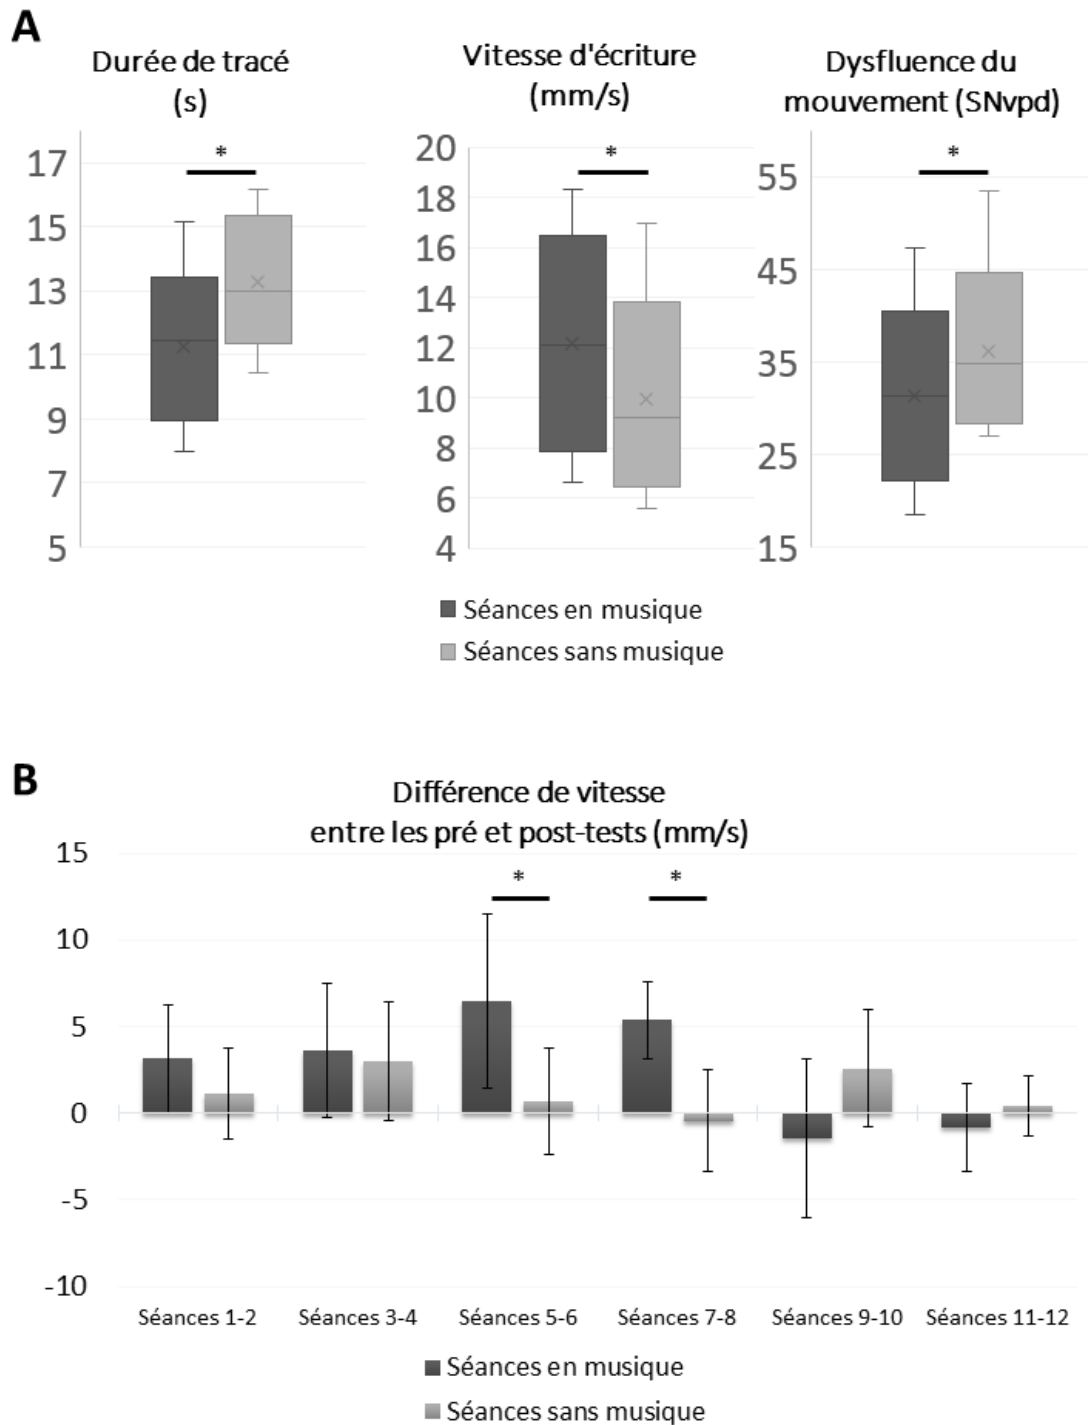 A
Durée de tracé
(s)
Vitesse d'écriture
(mm/s)
Dysfluence du
mouvement (SNvpd)
17
15
13
11
9
7
5
*
20
18
16
14
12
10
8
6
4
*
55
45
35
25
15
*
Séances en musique
Séances sans musique
B
Différence de vitesse
entre les pré et post-tests (mm/s)
15
10
5
0
-5
-10
*
*
Séances 1-2
Séances 3-4
Séances 5-6
Séances 7-8
Séances 9-10
Séances 11-12
Séances en musique
Séances sans musique